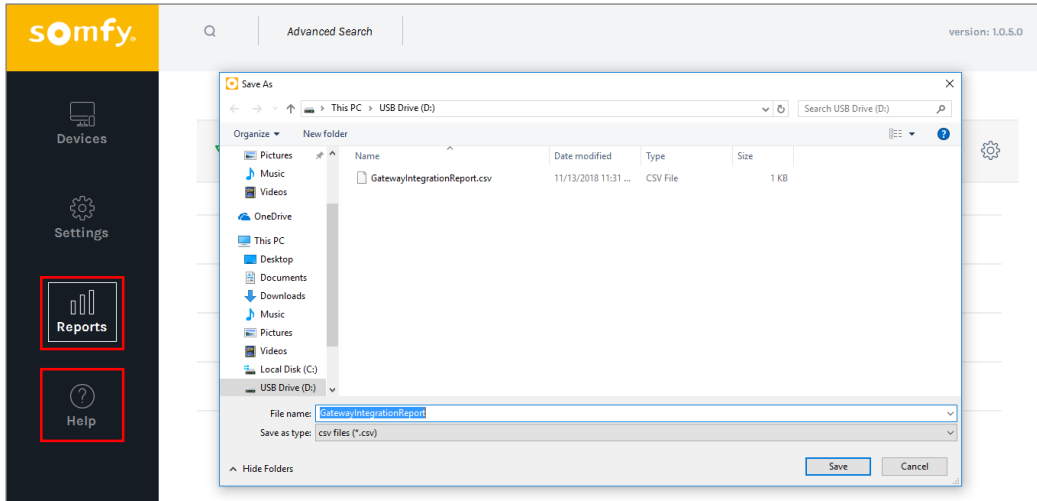 somfy.
Advanced Search
version: 1.0.5.0
Devices
Settings
Reports
Help
Save As
This PC > USB Drive (D:)
Search USB Drive (D:)
Organize
New folder
Pictures
Music
Videos
OneDrive
This PC
Desktop
Documents
Downloads
Music
Pictures
Videos
Local Disk (C:)
USB Drive (D:)
Name Date modified Type Size
GatewayIntegrationReport.csv 11/13/2018 11:31 ... CSV File 1 KB
File name: GatewayIntegrationReport
Save as type: csv files (*.csv)
Hide Folders
Save
Cancel